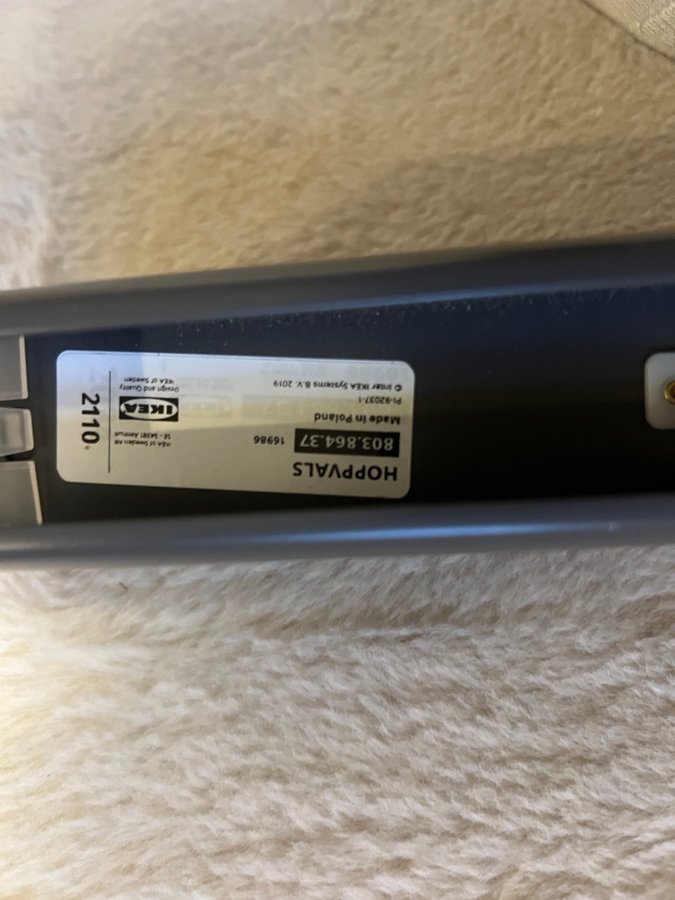 HOPPVALS
803.864.37 16986
Made in Poland
PI-92037-1
© Inter IKEA Systems B.V. 2019
IKEA of Sweden AB
SE - 34381 Älmhult
IKEA
Design and Quality
IKEA of Sweden
2110